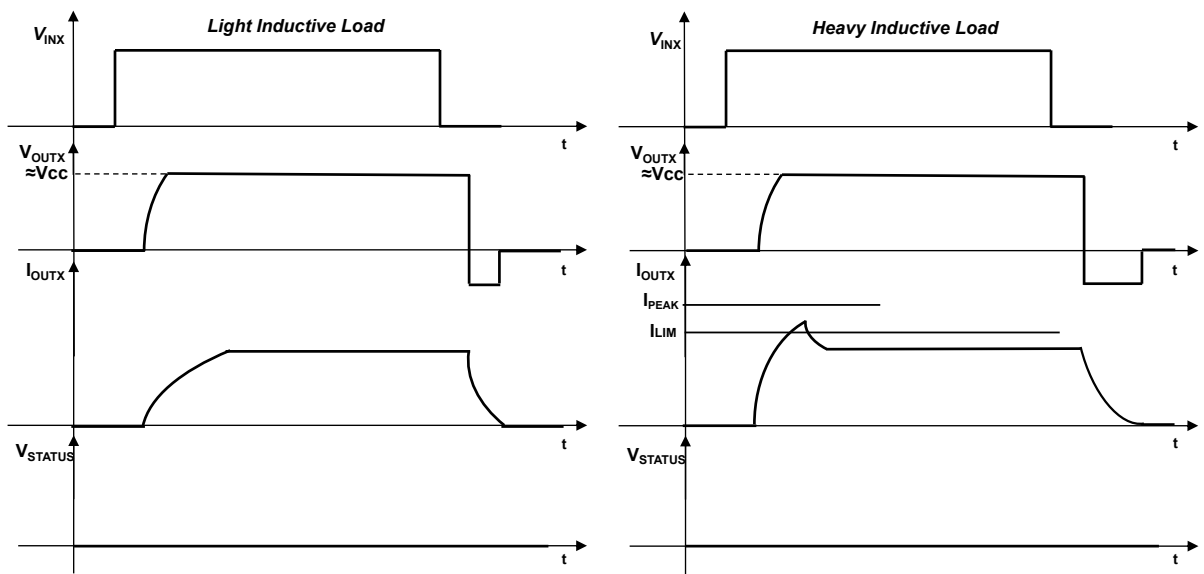 Light Inductive Load
VINX
t
VOUTX
≈VCC
t
IOUTX
t
VSTATUS
t
Heavy Inductive Load
VINX
t
VOUTX
≈VCC
t
IOUTX
IPEAK
ILIM
t
VSTATUS
t